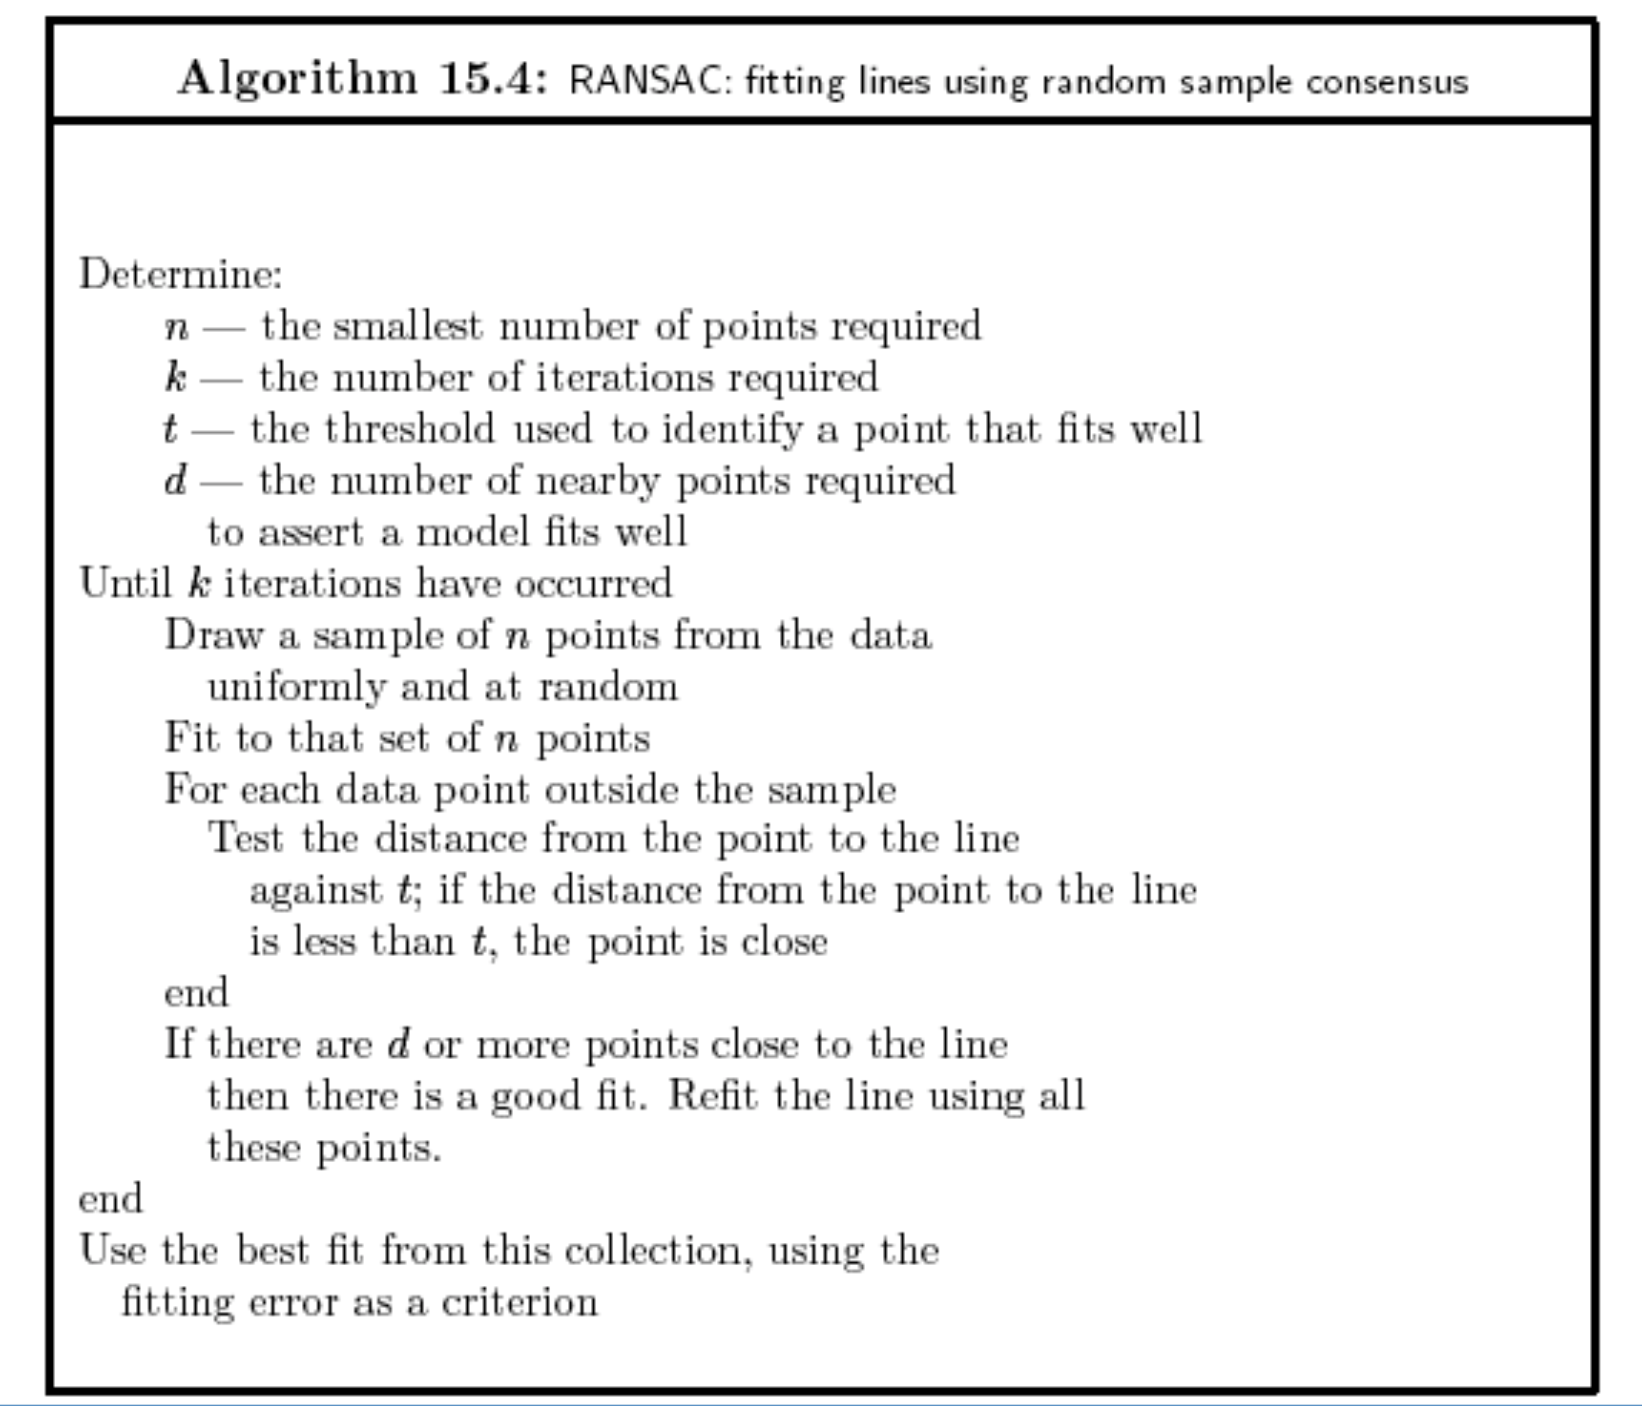 Algorithm 15.4: RANSAC: fitting lines using random sample consensus
Determine:
n — the smallest number of points required
k — the number of iterations required
t — the threshold used to identify a point that fits well
d — the number of nearby points required
to assert a model fits well
Until k iterations have occurred
Draw a sample of n points from the data
uniformly and at random
Fit to that set of n points
For each data point outside the sample
Test the distance from the point to the line
against t; if the distance from the point to the line
is less than t, the point is close
end
If there are d or more points close to the line
then there is a good fit. Refit the line using all
these points.
end
Use the best fit from this collection, using the
fitting error as a criterion